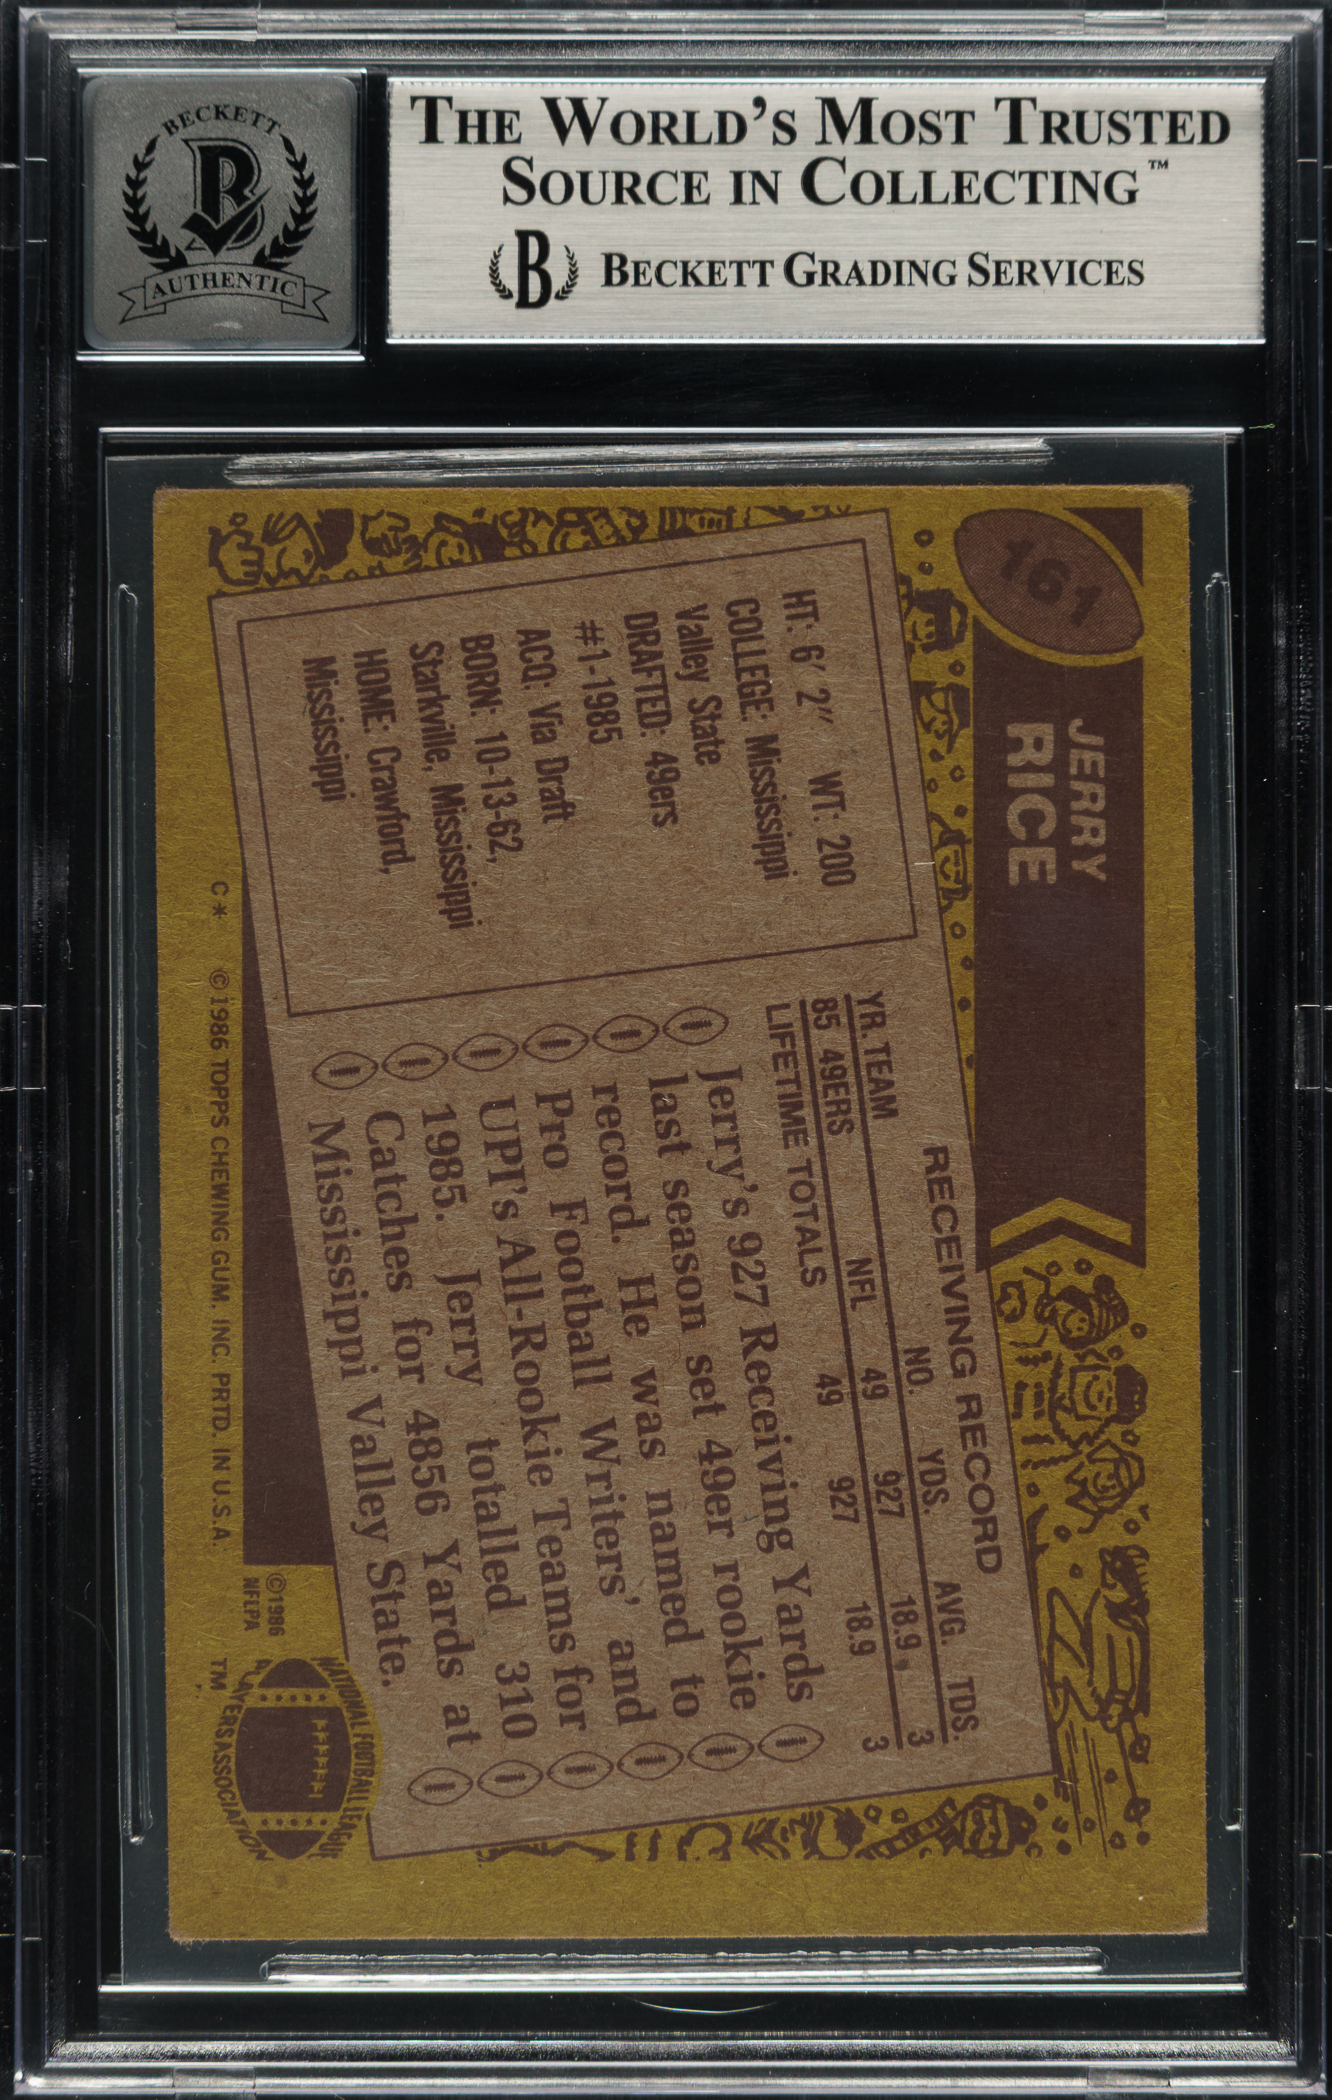 BECKETT
B
AUTHENTIC
THE WORLD'S MOST TRUSTED
SOURCE IN COLLECTING™
B BECKETT GRADING SERVICES
161
JERRY
RICE
HT: 6' 2" WT: 200
COLLEGE: Mississippi
Valley State
DRAFTED: 49ers
#1-1985
ACQ: Via Draft
BORN: 10-13-62,
Starkville, Mississippi
HOME: Crawford,
Mississippi
RECEIVING RECORD
YR. TEAM NO. YDS. AVG. TDS.
85 49ERS NFL 49 927 18.9 3
LIFETIME TOTALS 49 927 18.9 3
Jerry's 927 Receiving Yards
last season set 49er rookie
record. He was named to
Pro Football Writers' and
UPI's All-Rookie Teams for
1985. Jerry totalled 310
Catches for 4856 Yards at
Mississippi Valley State.
C* ©1986 TOPPS CHEWING GUM, INC. PRTD. IN U.S.A.
©1986
NFLPA
NATIONAL FOOTBALL LEAGUE
PLAYERS ASSOCIATION
TM